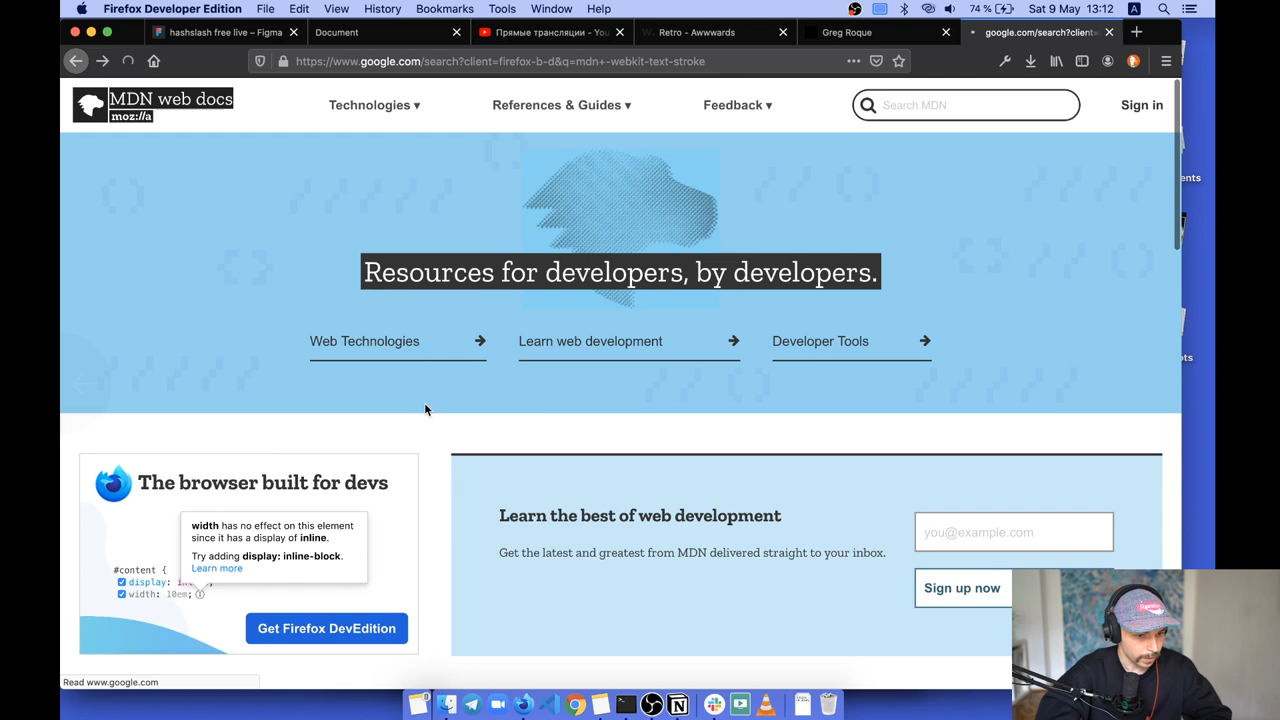 Firefox Developer Edition File Edit View History Bookmarks Tools Window Help 74 % Sat 9 May 13:12 A
hashslash free live – Figma Document Прямые трансляции - You Retro - Awwwards Greg Roque google.com/search?client=
https://www.google.com/search?client=firefox-b-d&q=mdn+-webkit-text-stroke
MDN web docs
moz://a
Technologies ▾ References & Guides ▾ Feedback ▾ Search MDN Sign in
Resources for developers, by developers.
Web Technologies Learn web development Developer Tools
The browser built for devs
width has no effect on this element
since it has a display of inline.
Try adding display: inline-block.
Learn more
#content {
display:
width: 10em;
Get Firefox DevEdition
Learn the best of web development
Get the latest and greatest from MDN delivered straight to your inbox.
you@example.com
Sign up now
Read www.google.com